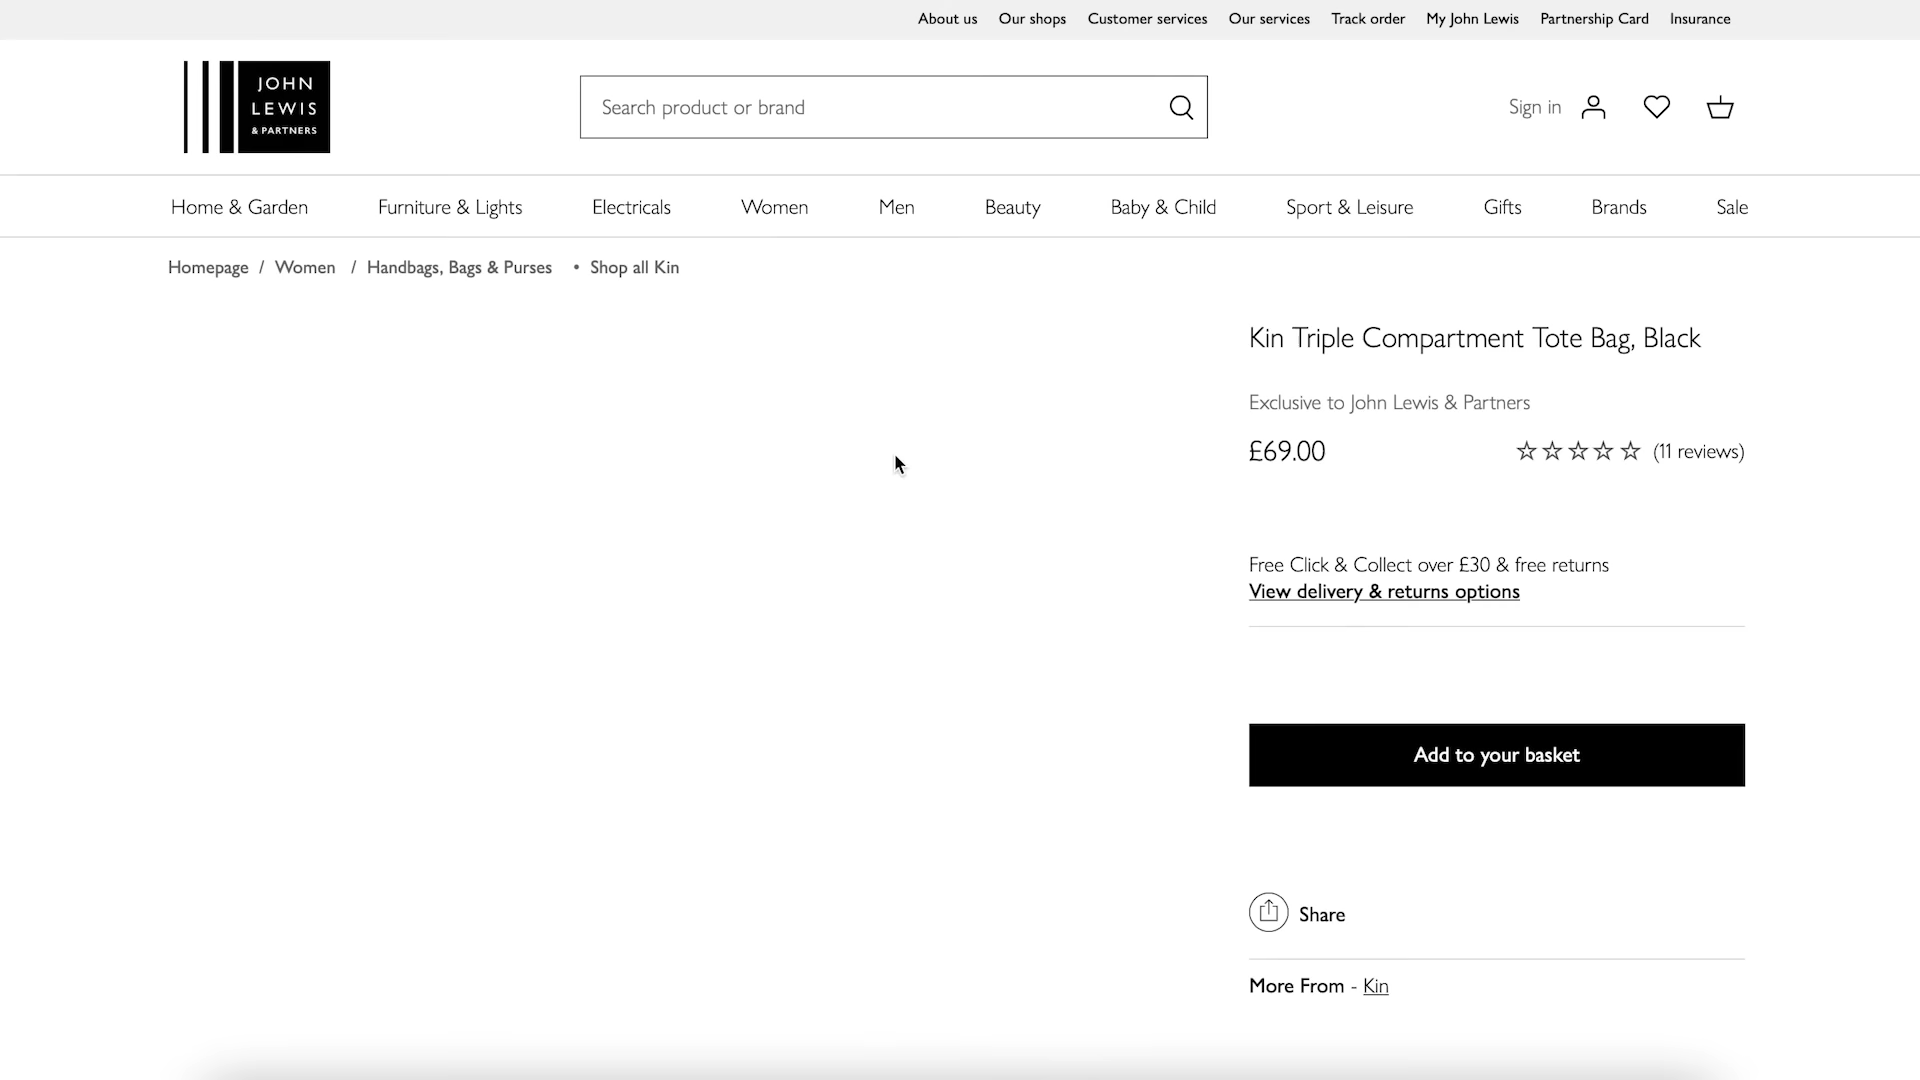 About us Our shops Customer services Our services Track order My John Lewis Partnership Card Insurance
JOHN
LEWIS
& PARTNERS
Search product or brand
Sign in
Home & Garden Furniture & Lights Electricals Women Men Beauty Baby & Child Sport & Leisure Gifts Brands Sale
Homepage / Women / Handbags, Bags & Purses • Shop all Kin
Kin Triple Compartment Tote Bag, Black
Exclusive to John Lewis & Partners
£69.00 (11 reviews)
Free Click & Collect over £30 & free returns
View delivery & returns options
Add to your basket
Share
More From - Kin